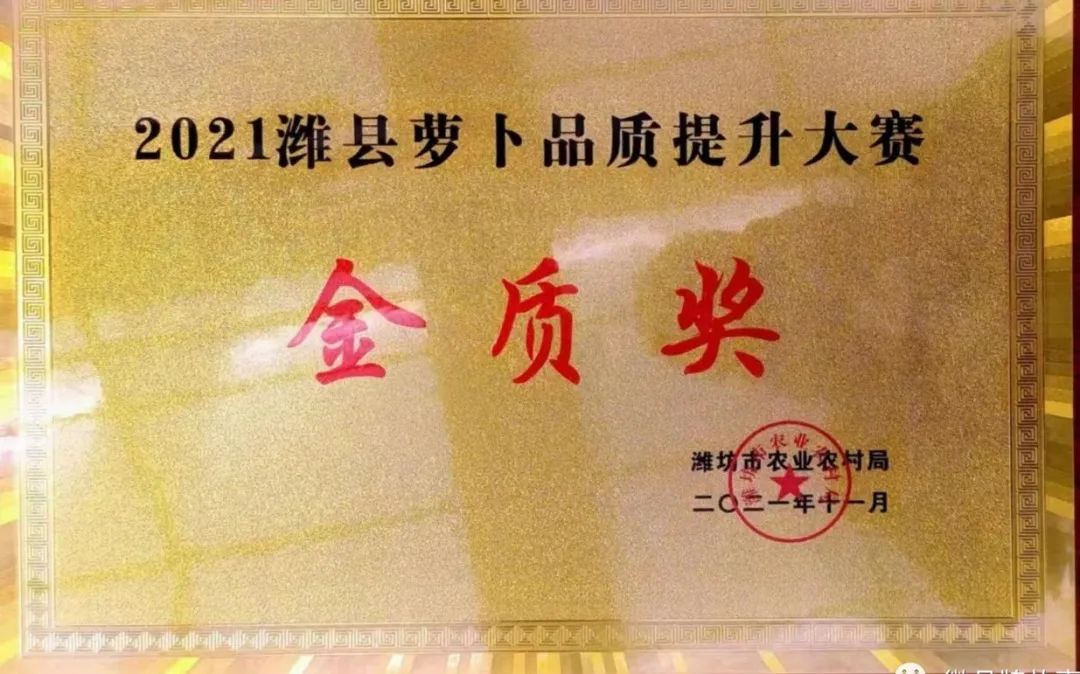 2021潍县萝卜品质提升大赛
金质奖
潍坊市农业农村局
二〇二一年十一月